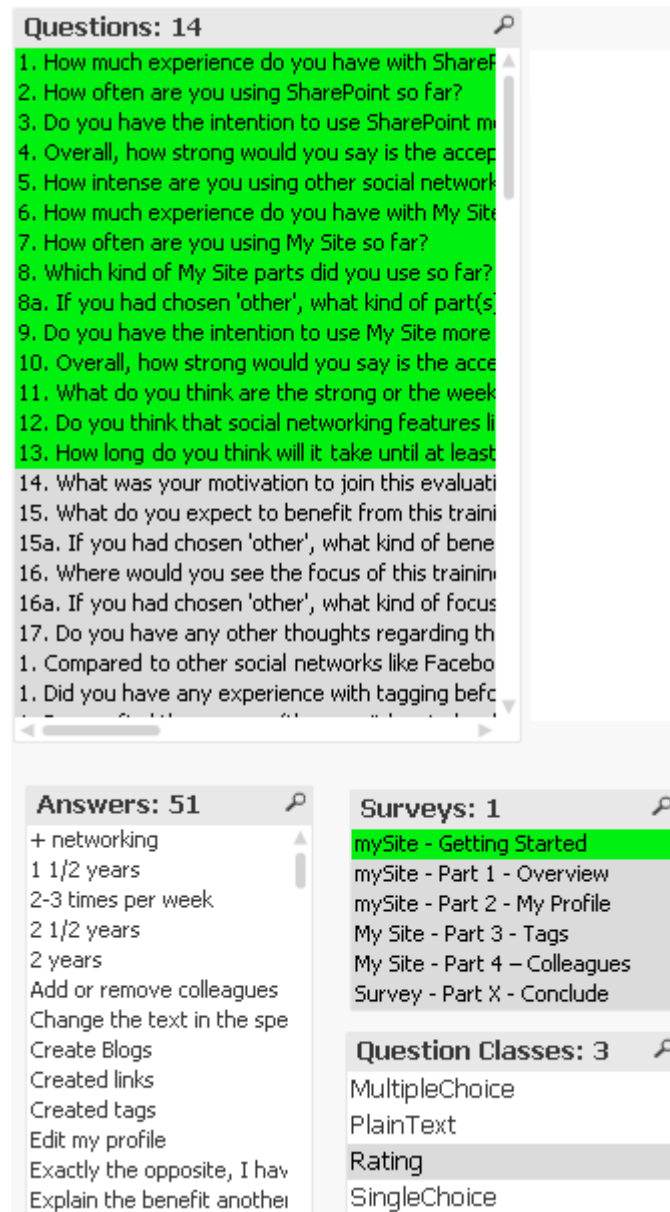 Questions: 14
1. How much experience do you have with ShareP
2. How often are you using SharePoint so far?
3. Do you have the intention to use SharePoint mo
4. Overall, how strong would you say is the accep
5. How intense are you using other social network
6. How much experience do you have with My Site
7. How often are you using My Site so far?
8. Which kind of My Site parts did you use so far?
8a. If you had chosen 'other', what kind of part(s)
9. Do you have the intention to use My Site more
10. Overall, how strong would you say is the acce
11. What do you think are the strong or the week
12. Do you think that social networking features li
13. How long do you think will it take until at least
14. What was your motivation to join this evaluati
15. What do you expect to benefit from this traini
15a. If you had chosen 'other', what kind of bene
16. Where would you see the focus of this training
16a. If you had chosen 'other', what kind of focus
17. Do you have any other thoughts regarding th
1. Compared to other social networks like Facebo
1. Did you have any experience with tagging befo
Answers: 51
+ networking
1 1/2 years
2-3 times per week
2 1/2 years
2 years
Add or remove colleagues
Change the text in the spe
Create Blogs
Created links
Created tags
Edit my profile
Exactly the opposite, I hav
Explain the benefit another
Surveys: 1
mySite - Getting Started
mySite - Part 1 - Overview
mySite - Part 2 - My Profile
My Site - Part 3 - Tags
My Site - Part 4 – Colleagues
Survey - Part X - Conclude
Question Classes: 3
MultipleChoice
PlainText
Rating
SingleChoice